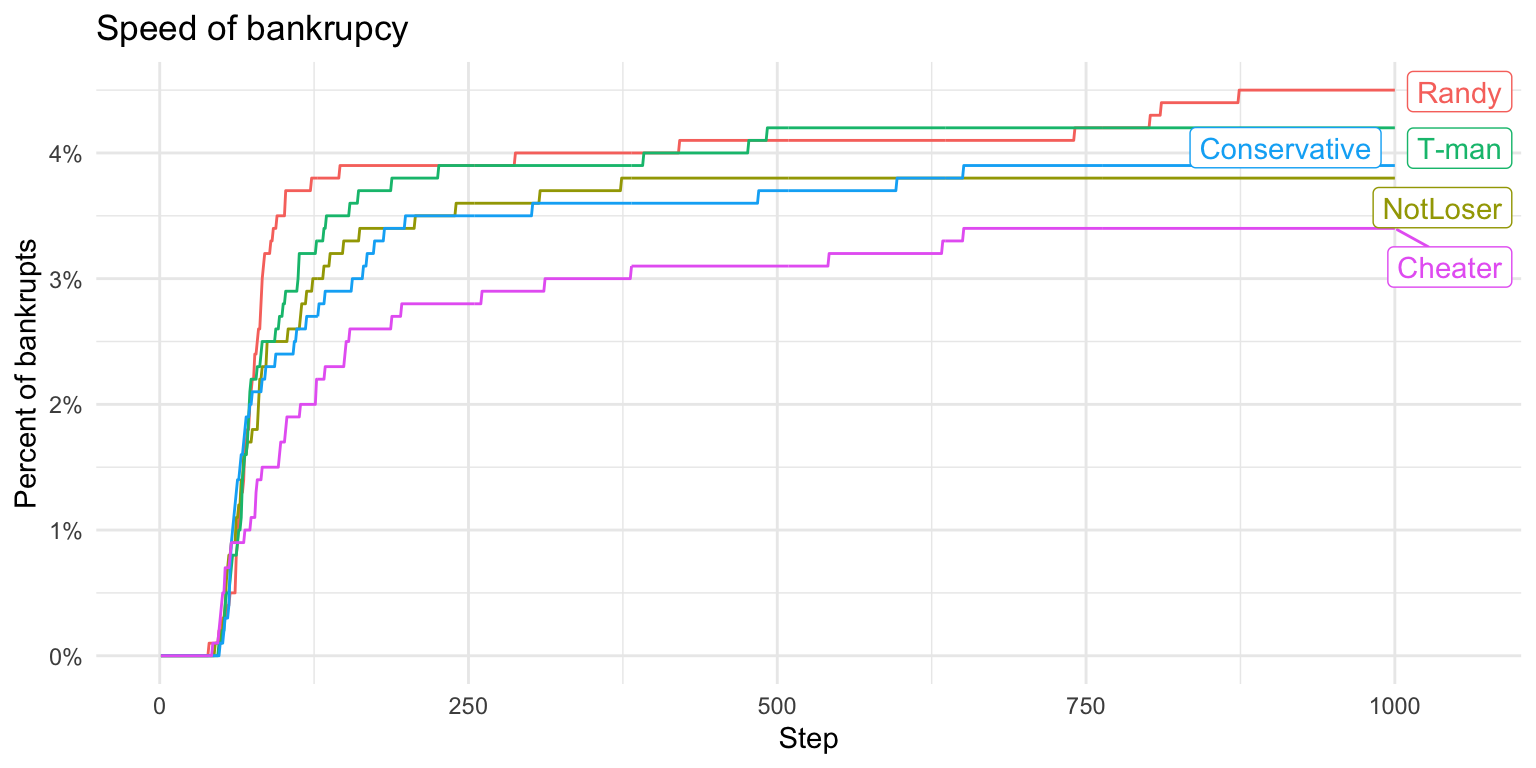 Speed of bankrupcy
Percent of bankrupts
4%
3%
2%
1%
0%
Randy
Conservative
T-man
NotLoser
Cheater
0
250
500
750
1000
Step